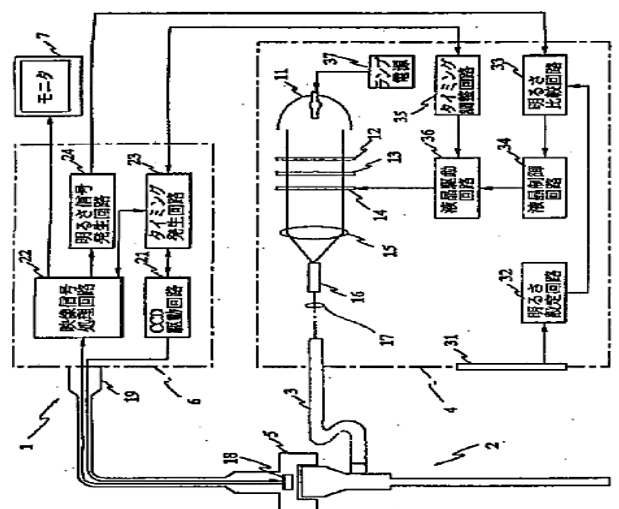 1
19
6
22
映像信号
処理回路
24
明るさ信号
発生回路
21
CCD
駆動回路
23
タイミング
発生回路
7
モニタ
18
5
3
2
4
17
16
15
14
13
12
11
37
ランプ
電源
36
液晶駆動
回路
35
タイミング
調整回路
31
32
明るさ
設定回路
34
液晶制御
回路
33
明るさ
比較回路